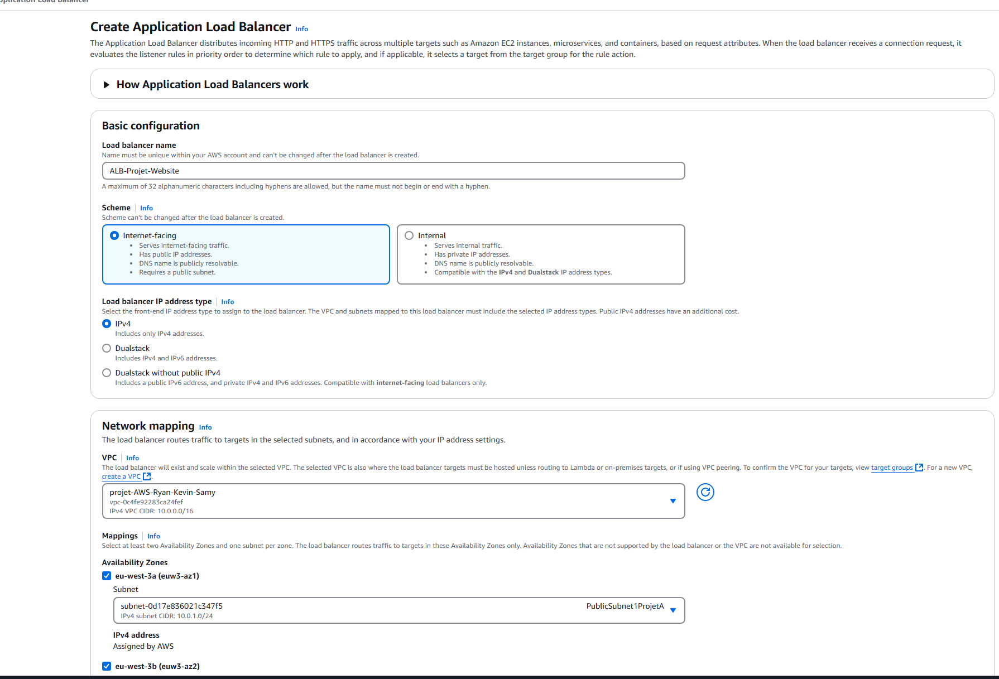 Application Load Balancer
Create Application Load Balancer Info
The Application Load Balancer distributes incoming HTTP and HTTPS traffic across multiple targets such as Amazon EC2 instances, microservices, and containers, based on request attributes. When the load balancer receives a connection request, it
evaluates the listener rules in priority order to determine which rule to apply, and if applicable, it selects a target from the target group for the rule action.
How Application Load Balancers work
Basic configuration
Load balancer name
Name must be unique within your AWS account and can't be changed after the load balancer is created.
ALB-Projet-Website
A maximum of 32 alphanumeric characters including hyphens are allowed, but the name must not begin or end with a hyphen.
Scheme Info
Scheme can't be changed after the load balancer is created.
Internet-facing
• Serves internet-facing traffic.
• Has public IP addresses.
• DNS name is publicly resolvable.
• Requires a public subnet.
Internal
• Serves internal traffic.
• Has private IP addresses.
• DNS name is publicly resolvable.
• Compatible with the IPv4 and Dualstack IP address types.
Load balancer IP address type Info
Select the front-end IP address type to assign to the load balancer. The VPC and subnets mapped to this load balancer must include the selected IP address types. Public IPv4 addresses have an additional cost.
IPv4
Includes only IPv4 addresses.
Dualstack
Includes IPv4 and IPv6 addresses.
Dualstack without public IPv4
Includes a public IPv6 address, and private IPv4 and IPv6 addresses. Compatible with internet-facing load balancers only.
Network mapping Info
The load balancer routes traffic to targets in the selected subnets, and in accordance with your IP address settings.
VPC Info
The load balancer will exist and scale within the selected VPC. The selected VPC is also where the load balancer targets must be hosted unless routing to Lambda or on-premises targets, or if using VPC peering. To confirm the VPC for your targets, view target groups. For a new VPC,
create a VPC.
projet-AWS-Ryan-Kevin-Samy
vpc-0c4fe92283ca24fef
IPv4 VPC CIDR: 10.0.0.0/16
Mappings Info
Select at least two Availability Zones and one subnet per zone. The load balancer routes traffic to targets in these Availability Zones only. Availability Zones that are not supported by the load balancer or the VPC are not available for selection.
Availability Zones
eu-west-3a (euw3-az1)
Subnet
subnet-0d17e836021c347f5 PublicSubnet1ProjetA
IPv4 subnet CIDR: 10.0.1.0/24
IPv4 address
Assigned by AWS
eu-west-3b (euw3-az2)